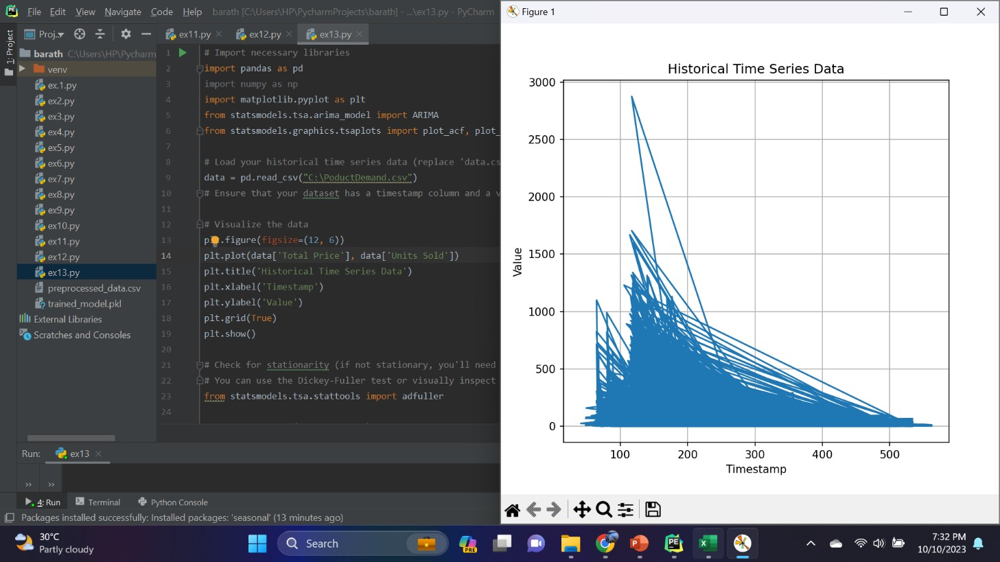 File Edit View Navigate Code Help barath [C:\Users\HP\PycharmProjects\barath] - ...\ex13.py - PyCharm
Proj..
ex11.py
ex12.py
ex13.py
1: Project
barath C:\Users\HP\Pycharm
venv
ex.1.py
ex2.py
ex3.py
ex4.py
ex5.py
ex6.py
ex7.py
ex8.py
ex9.py
ex10.py
ex11.py
ex12.py
ex13.py
preprocessed_data.csv
trained_model.pkl
External Libraries
Scratches and Consoles
1 # Import necessary libraries
2 import pandas as pd
3 import numpy as np
4 import matplotlib.pyplot as plt
5 from statsmodels.tsa.arima_model import ARIMA
6 from statsmodels.graphics.tsaplots import plot_acf, plot_
7
8 # Load your historical time series data (replace 'data.cs
9 data = pd.read_csv("C:\PoductDemand.csv")
10 # Ensure that your dataset has a timestamp column and a v
11
12 # Visualize the data
13 p .figure(figsize=(12, 6))
14 plt.plot(data['Total Price'], data['Units Sold'])
15 plt.title('Historical Time Series Data')
16 plt.xlabel('Timestamp')
17 plt.ylabel('Value')
18 plt.grid(True)
19 plt.show()
20
21 # Check for stationarity (if not stationary, you'll need
22 # You can use the Dickey-Fuller test or visually inspect
23 from statsmodels.tsa.stattools import adfuller
24
Run: ex13
4: Run Terminal Python Console
Packages installed successfully: Installed packages: 'seasonal' (13 minutes ago)
Figure 1
Historical Time Series Data
3000
2500
2000
1500
1000
500
0
Value
100 200 300 400 500
Timestamp
30°C
Partly cloudy
Search
PRE
7:32 PM
10/10/2023